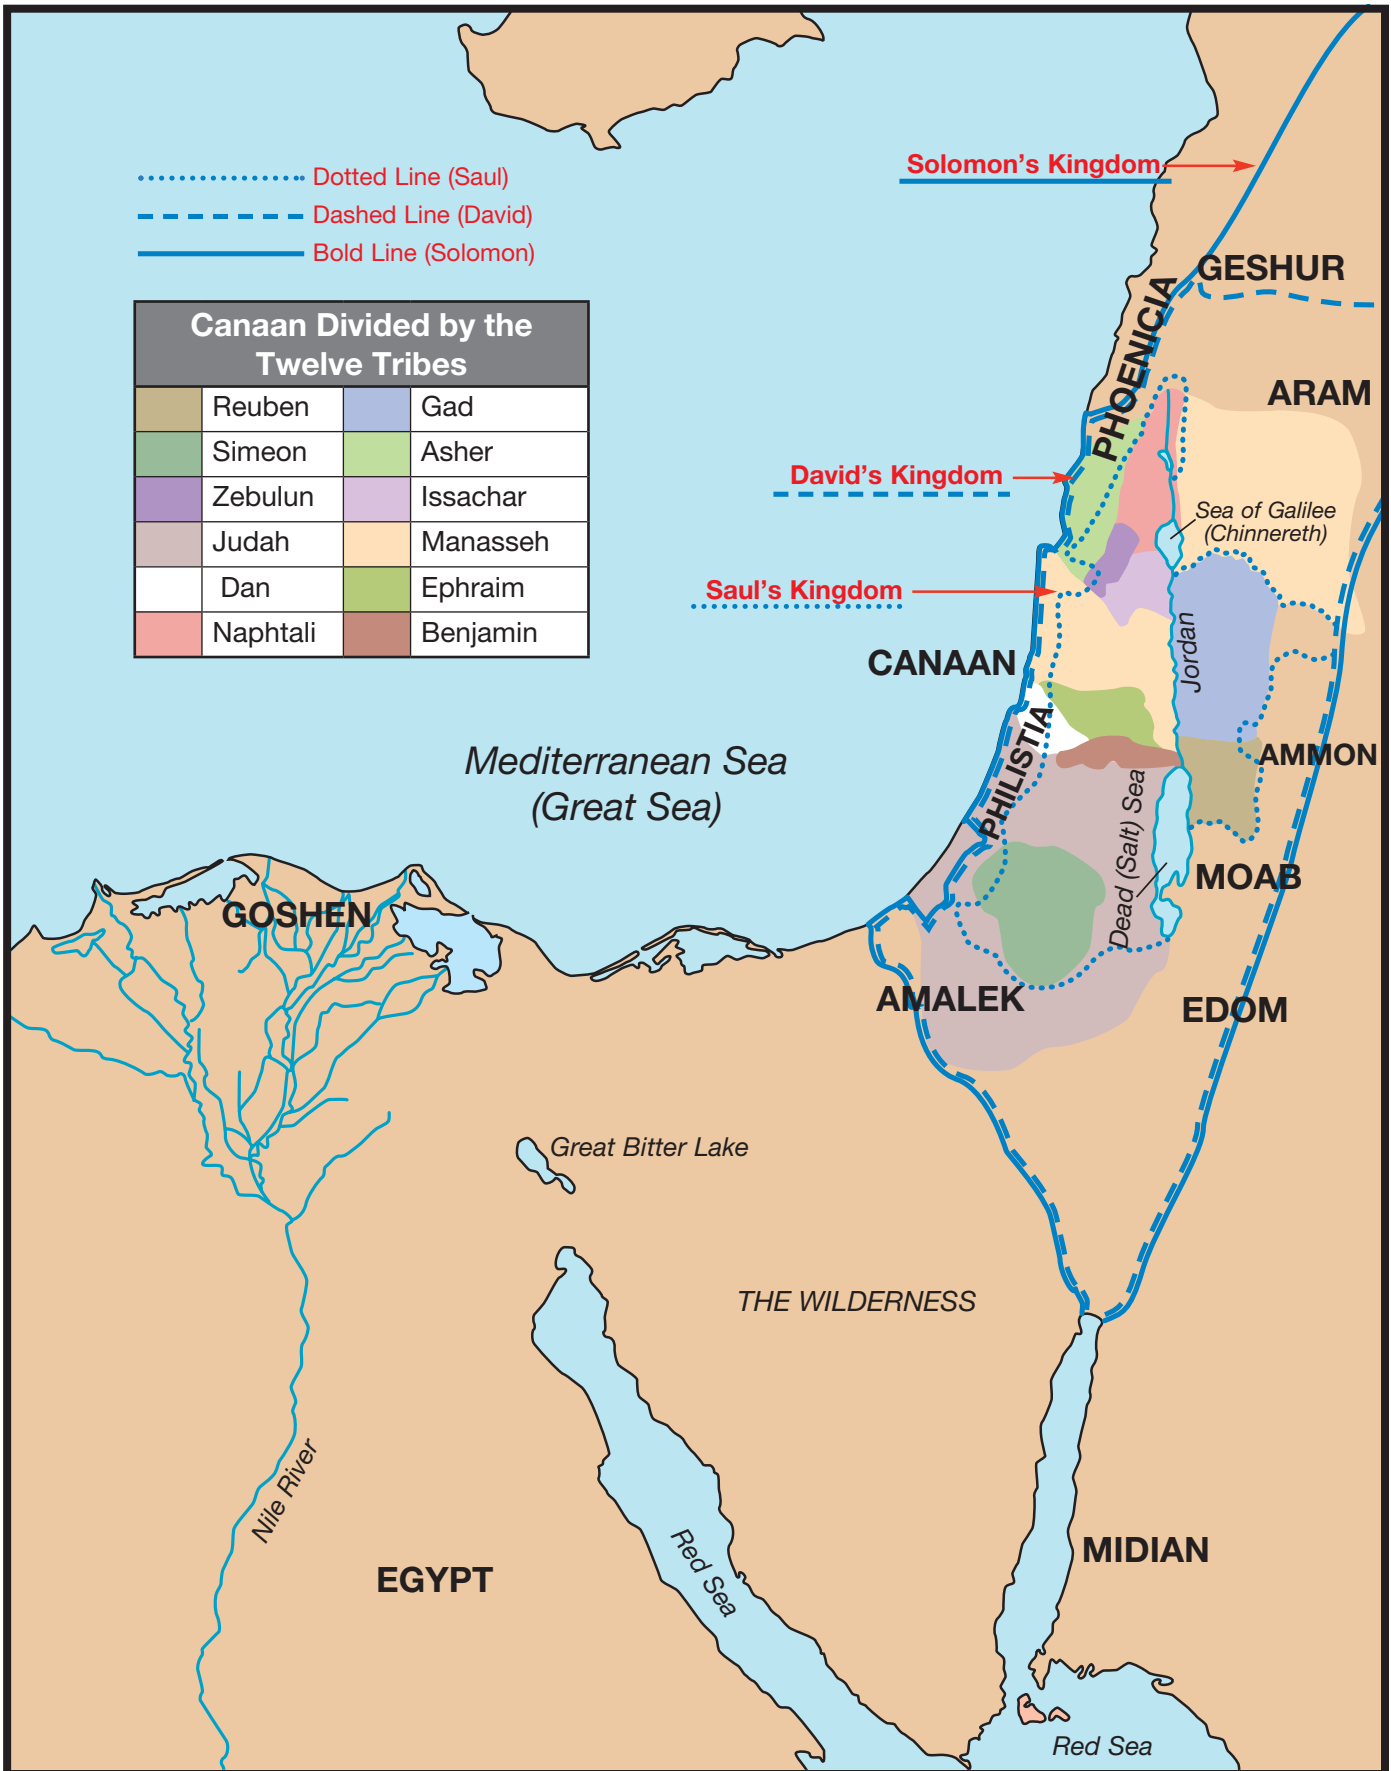 Dotted Line (Saul)
Dashed Line (David)
Bold Line (Solomon)
Solomon's Kingdom
GESHUR
Canaan Divided by the
Twelve Tribes
Reuben Gad
Simeon Asher
Zebulun Issachar
Judah Manasseh
Dan Ephraim
Naphtali Benjamin
PHOENICIA
ARAM
David's Kingdom
Sea of Galilee
(Chinnereth)
Saul's Kingdom
CANAAN
Jordan
PHILISTIA
AMMON
Mediterranean Sea
(Great Sea)
Dead (Salt) Sea
MOAB
GOSHEN
AMALEK
EDOM
Great Bitter Lake
THE WILDERNESS
Nile River
EGYPT
Red Sea
MIDIAN
Red Sea